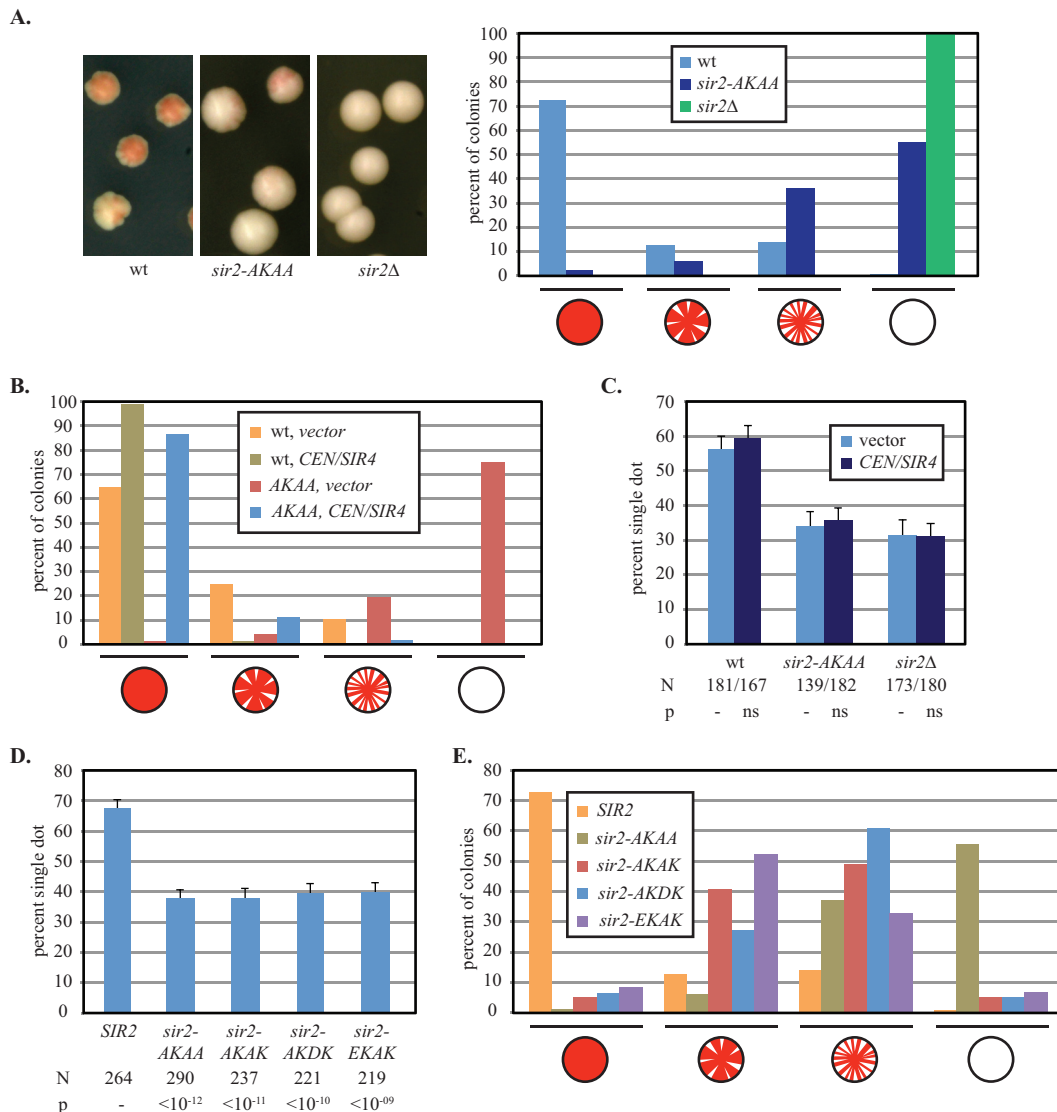 A.
wt
sir2-AKAA
sir2Δ
percent of colonies
100
90
80
70
60
50
40
30
20
10
0
wt
sir2-AKAA
sir2Δ
B.
percent of colonies
100
90
80
70
60
50
40
30
20
10
0
wt, vector
wt, CEN/SIR4
AKAA, vector
AKAA, CEN/SIR4
C.
percent single dot
70
60
50
40
30
20
10
0
vector
CEN/SIR4
wt sir2-AKAA sir2Δ
N 181/167 139/182 173/180
p - ns - ns - ns
D.
percent single dot
80
70
60
50
40
30
20
10
0
SIR2 sir2- sir2- sir2- sir2-
AKAA AKAK AKDK EKAK
N 264 290 237 221 219
p - <10⁻¹² <10⁻¹¹ <10⁻¹⁰ <10⁻⁰⁹
E.
percent of colonies
80
70
60
50
40
30
20
10
0
SIR2
sir2-AKAA
sir2-AKAK
sir2-AKDK
sir2-EKAK